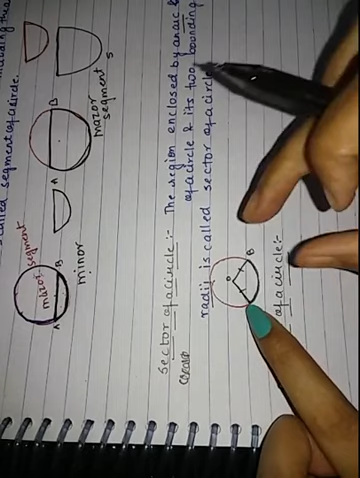 called segment of a circle.
major segment
A
B
minor
A
B
mazor
segment
S
sector of a circle :- The region enclosed by an arc &
of a circle & its two bounding
radii is called sector of a circle
O
B
of a circle:-